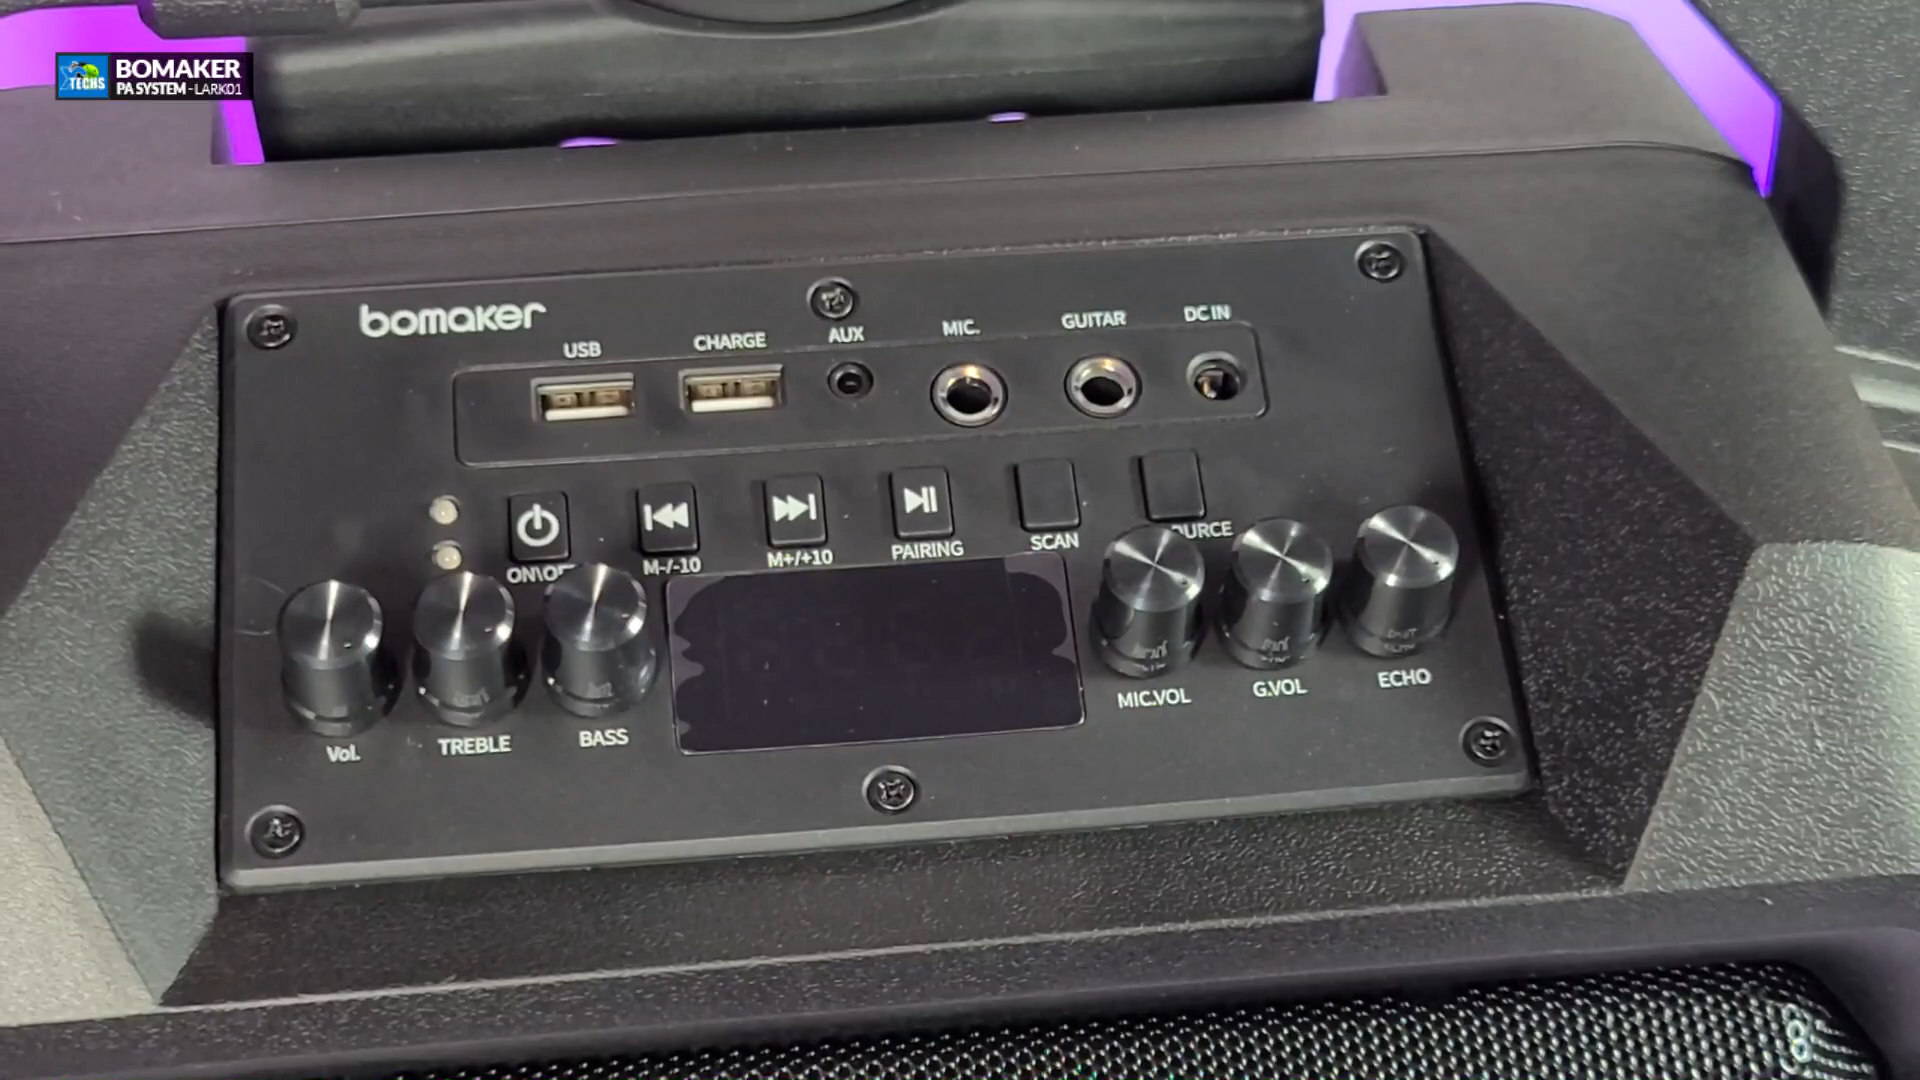 TECHS
BOMAKER
PA SYSTEM - LARK01
bomaker
USB CHARGE AUX MIC. GUITAR DC IN
M-/-10 M+/+10 PAIRING SCAN
Vol. TREBLE BASS MIC.VOL G.VOL ECHO